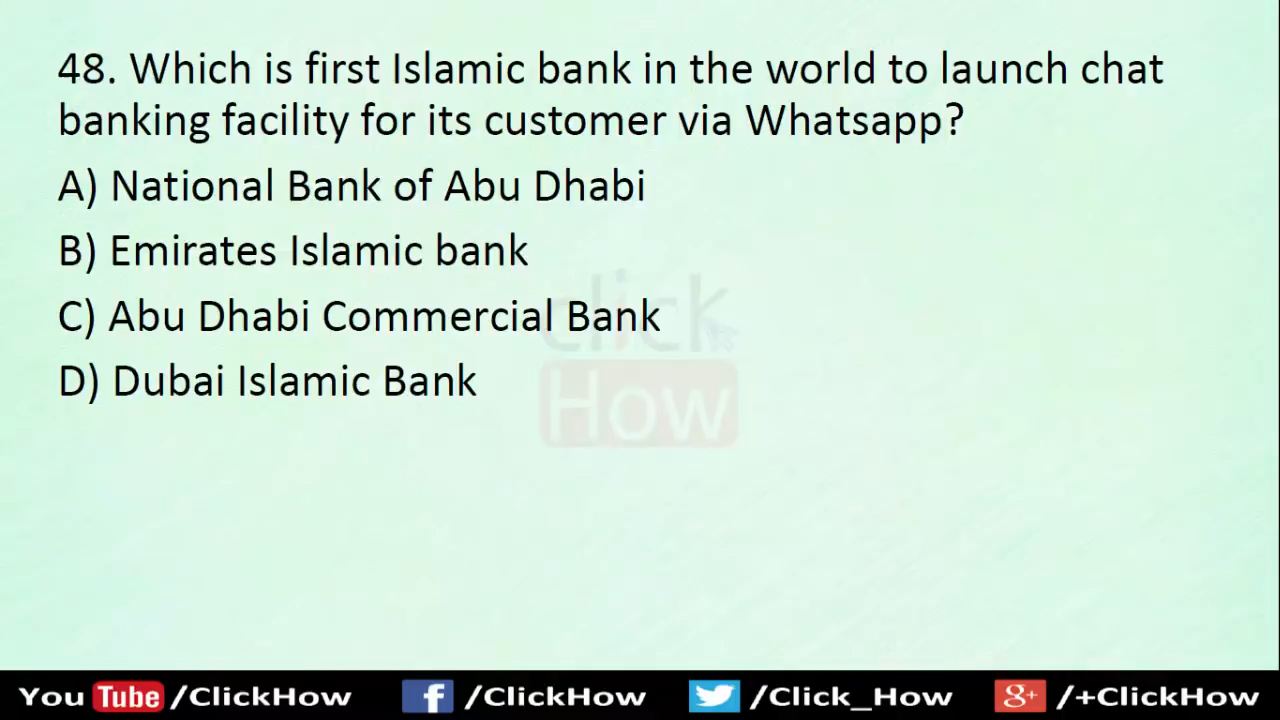 48. Which is first Islamic bank in the world to launch chat
banking facility for its customer via Whatsapp?
A) National Bank of Abu Dhabi
B) Emirates Islamic bank
C) Abu Dhabi Commercial Bank
D) Dubai Islamic Bank
click
How
You Tube /ClickHow f /ClickHow /Click_How g+ /+ClickHow